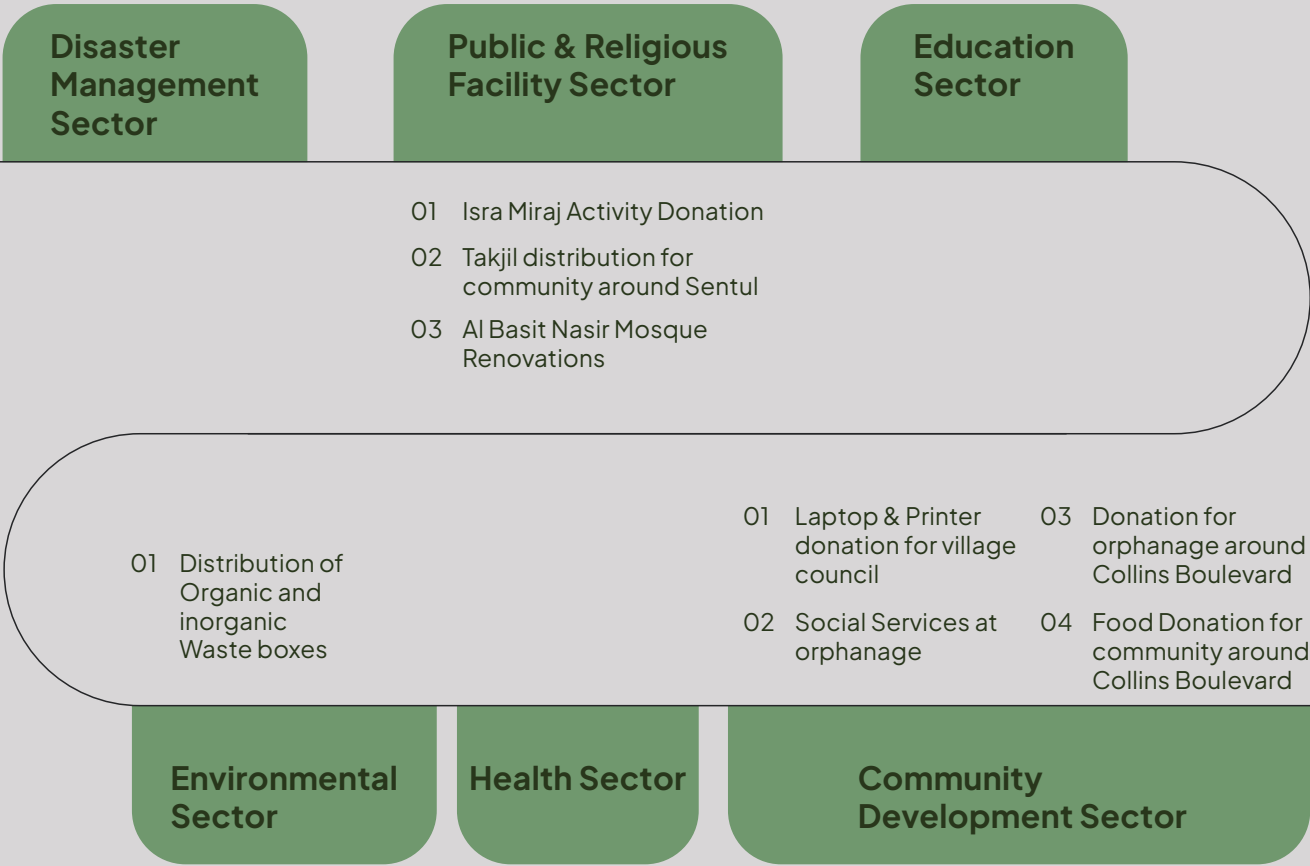 Disaster
Management
Sector
Public & Religious
Facility Sector
Education
Sector
01 Isra Miraj Activity Donation
02 Takjil distribution for
community around Sentul
03 Al Basit Nasir Mosque
Renovations
01 Distribution of
Organic and
inorganic
Waste boxes
01 Laptop & Printer
donation for village
council
02 Social Services at
orphanage
03 Donation for
orphanage around
Collins Boulevard
04 Food Donation for
community around
Collins Boulevard
Environmental
Sector
Health Sector
Community
Development Sector